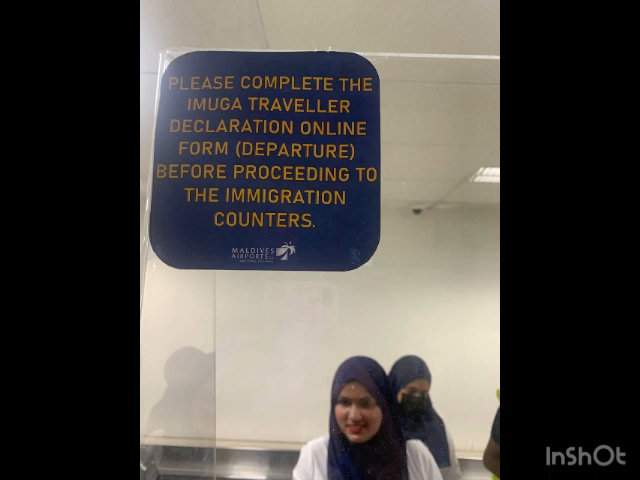 PLEASE COMPLETE THE
IMUGA TRAVELLER
DECLARATION ONLINE
FORM (DEPARTURE)
BEFORE PROCEEDING TO
THE IMMIGRATION
COUNTERS.
MALDIVES
AIRPORTS
InShOt